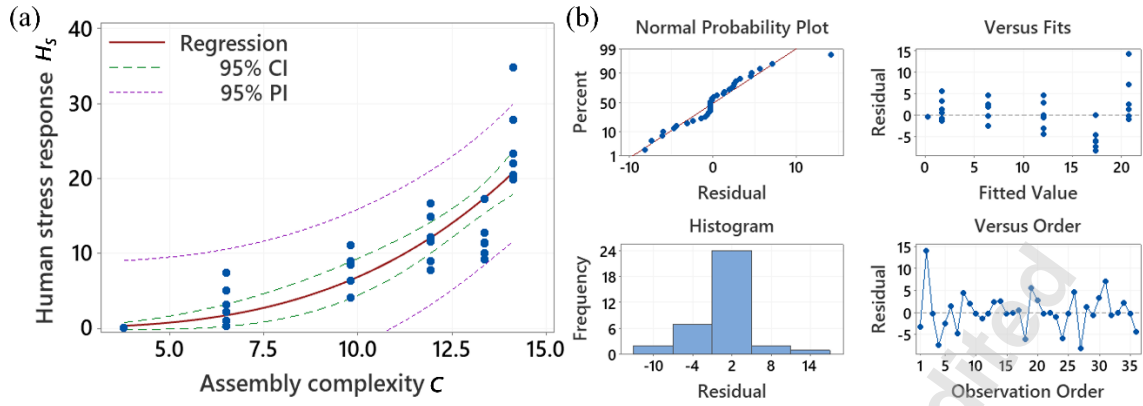 (a)
Human stress response Hs
40
30
20
10
0
Regression
95% CI
95% PI
5.0 7.5 10.0 12.5 15.0
Assembly complexity C
(b)
Normal Probability Plot
Percent
99
90
50
10
1
-10 0 10
Residual
Versus Fits
Residual
15
10
5
0
-5
0 5 10 15 20
Fitted Value
Histogram
Frequency
24
18
12
6
0
-10 -4 2 8 14
Residual
Versus Order
Residual
15
10
5
0
-5
1 5 10 15 20 25 30 35
Observation Order